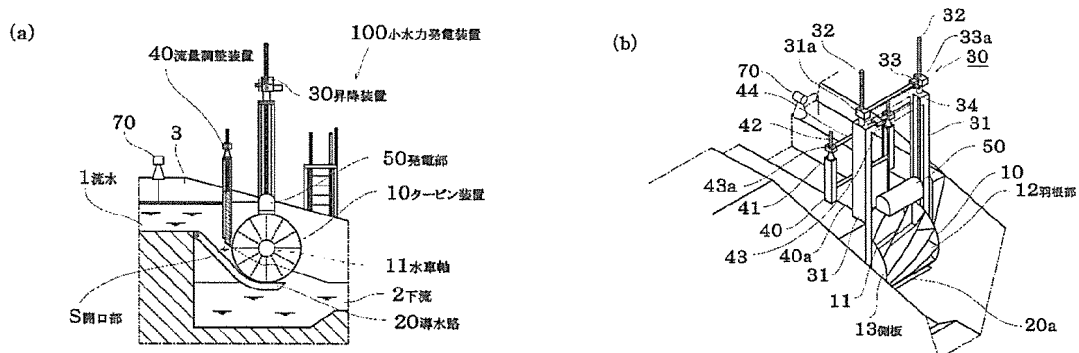 (a)
100小水力発電装置
40流量調整装置
30昇降装置
70
3
50発電部
1流水
10タービン装置
11水車軸
2下流
S開口部
20導水路
(b)
32
32
33a
31a
33
30
70
44
34
42
31
50
43a
10
41
12羽根部
40
43
40a
31
11
13側板
20a